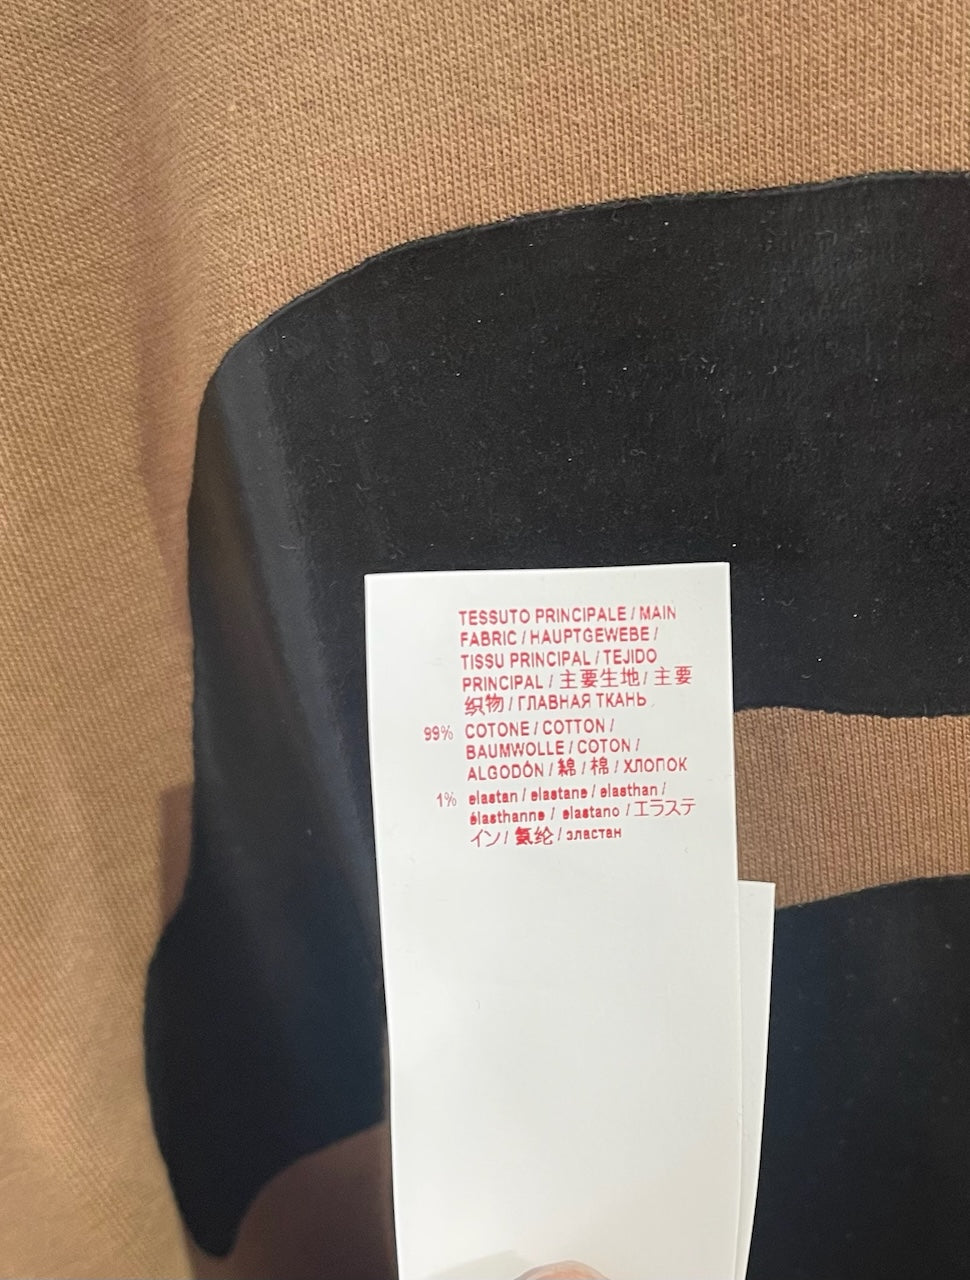 TESSUTO PRINCIPALE / MAIN
FABRIC / HAUPTGEWEBE /
TISSU PRINCIPAL / TEJIDO
PRINCIPAL / 主要生地 / 主要
织物 / ГЛАВНАЯ ТКАНЬ
99% COTONE / COTTON /
BAUMWOLLE / COTON /
ALGODÓN / 綿 / 棉 / ХЛОПОК
1% elastan / elastane / elasthan /
élasthanne / elastano / エラステ
イン / 氨纶 / эластан